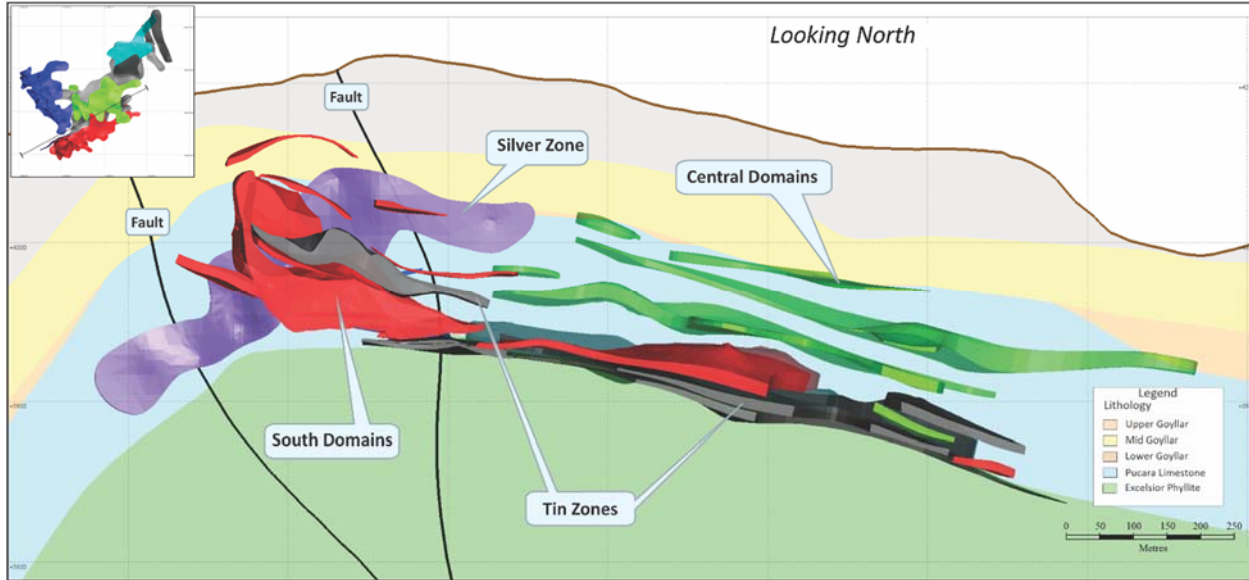 Looking North
Fault
Fault
Silver Zone
Central Domains
South Domains
Tin Zones
Legend
Lithology
Upper Goyllar
Mid Goyllar
Lower Goyllar
Pucara Limestone
Excelsior Phyllite
0 50 100 150 200 250
Metres